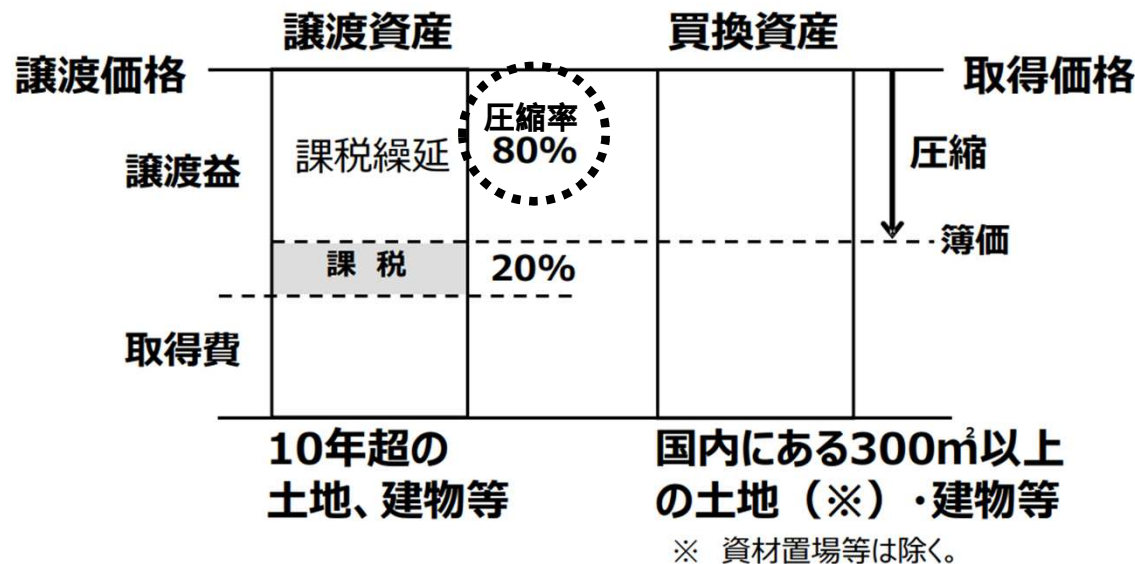 譲渡資産
買換資産
譲渡価格
取得価格
圧縮率
80%
課税繰延
譲渡益
圧縮
簿価
課 税
20%
取得費
10年超の
土地、建物等
国内にある300㎡以上
の土地（※）・建物等
※ 資材置場等は除く。